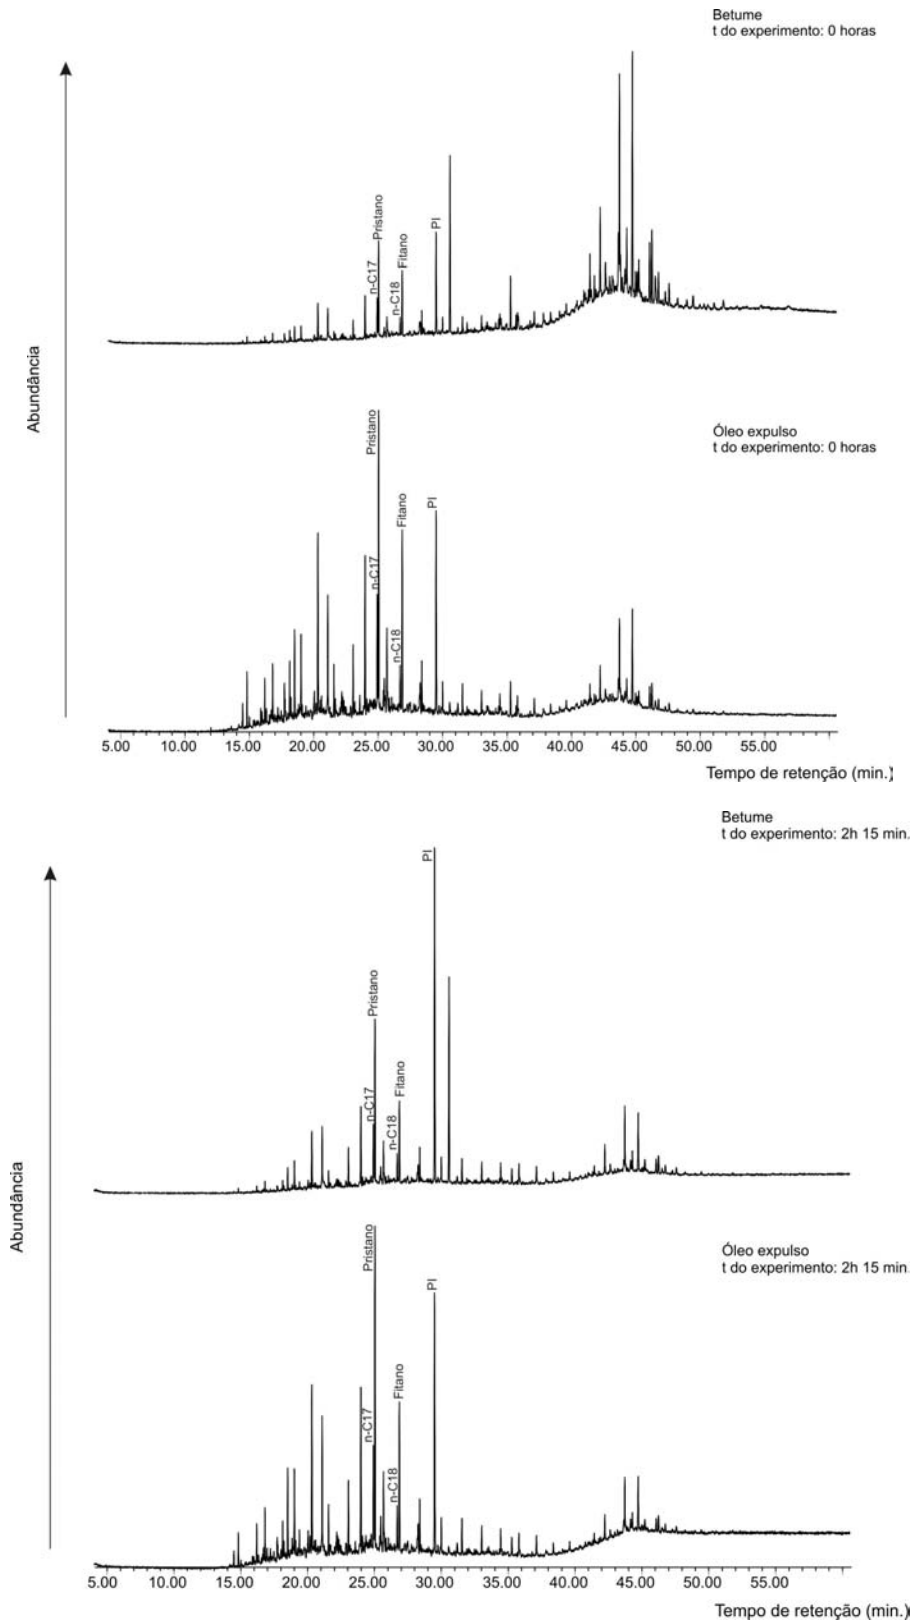 Betume
t do experimento: 0 horas
Abundância
n-C17
Pristano
n-C18
Fitano
PI
Óleo expulso
t do experimento: 0 horas
Pristano
n-C17
n-C18
Fitano
PI
5.00 10.00 15.00 20.00 25.00 30.00 35.00 40.00 45.00 50.00 55.00
Tempo de retenção (min.)
Betume
t do experimento: 2h 15 min.
Abundância
n-C17
Pristano
n-C18
Fitano
PI
Óleo expulso
t do experimento: 2h 15 min.
Pristano
n-C17
n-C18
Fitano
PI
5.00 10.00 15.00 20.00 25.00 30.00 35.00 40.00 45.00 50.00 55.00
Tempo de retenção (min.)